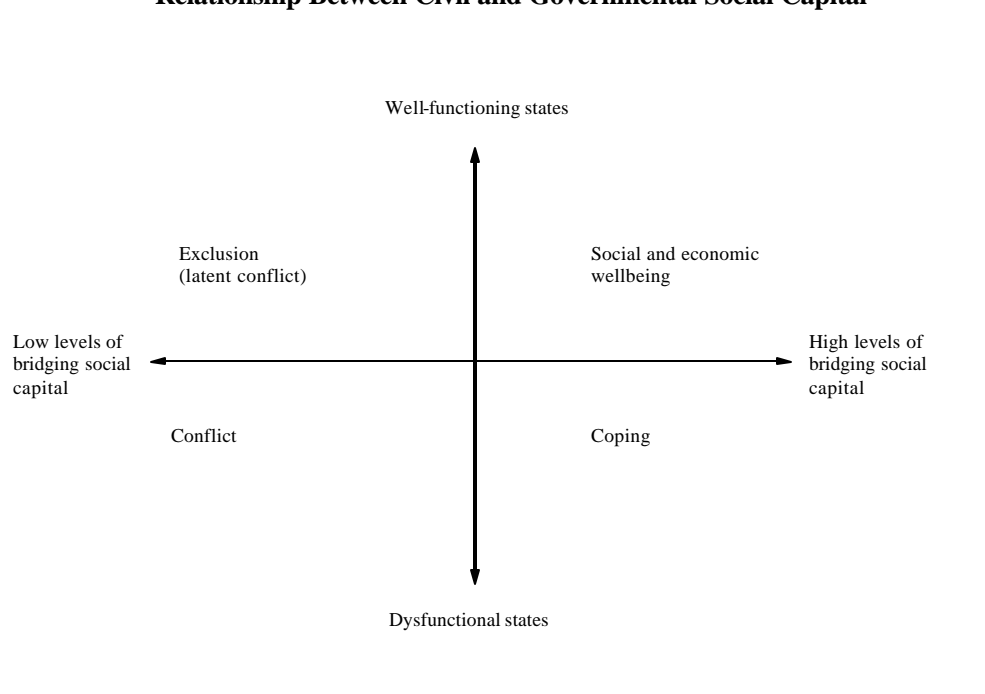 Relationship Between Civil and Governmental Social Capital
Well-functioning states
Exclusion
(latent conflict)
Social and economic
wellbeing
Low levels of
bridging social
capital
High levels of
bridging social
capital
Conflict
Coping
Dysfunctional states